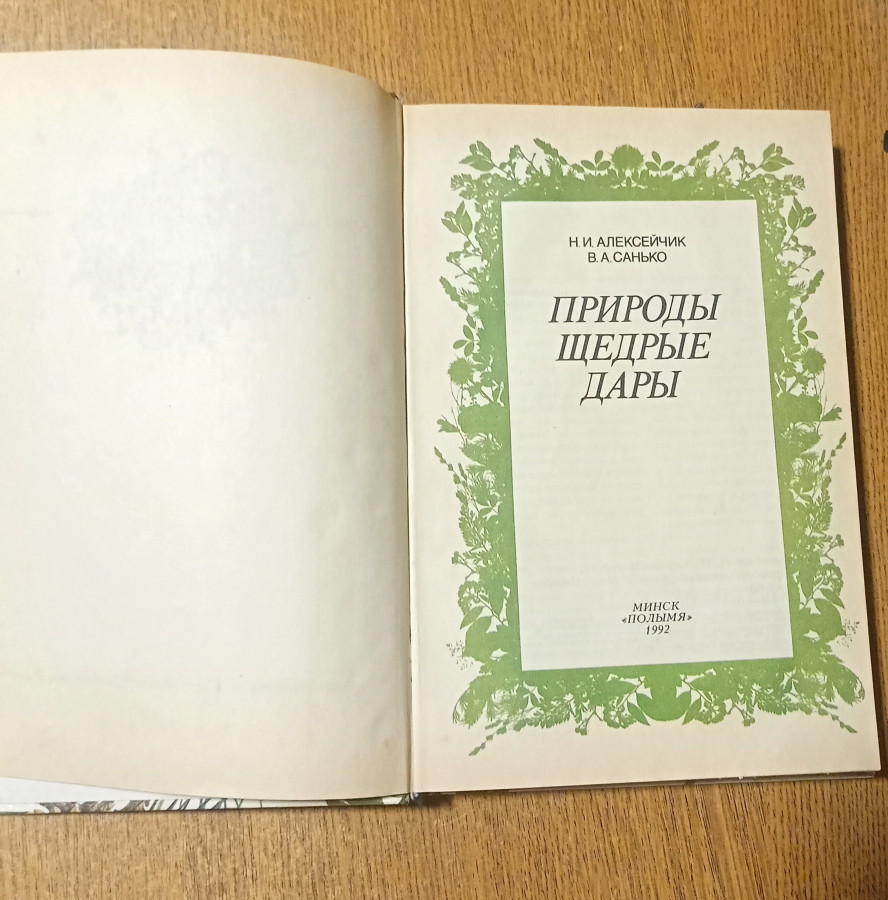 Н. И. АЛЕКСЕЙЧИК
В. А. САНЬКО
ПРИРОДЫ
ЩЕДРЫЕ
ДАРЫ
МИНСК
«ПОЛЫМЯ»
1992